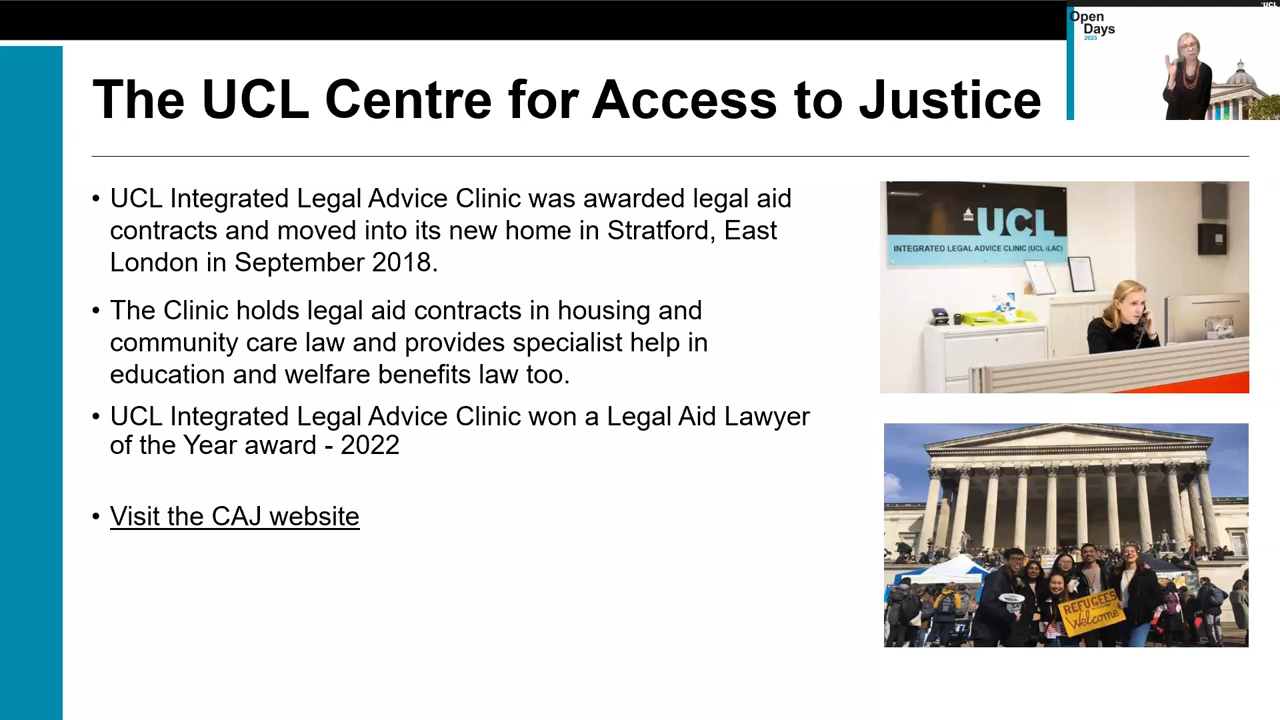 UCL
Open
Days
2023
The UCL Centre for Access to Justice
• UCL Integrated Legal Advice Clinic was awarded legal aid
contracts and moved into its new home in Stratford, East
London in September 2018.
• The Clinic holds legal aid contracts in housing and
community care law and provides specialist help in
education and welfare benefits law too.
• UCL Integrated Legal Advice Clinic won a Legal Aid Lawyer
of the Year award - 2022
• Visit the CAJ website
UCL
INTEGRATED LEGAL ADVICE CLINIC (UCL iLAC)
REFUGEES
Welcome